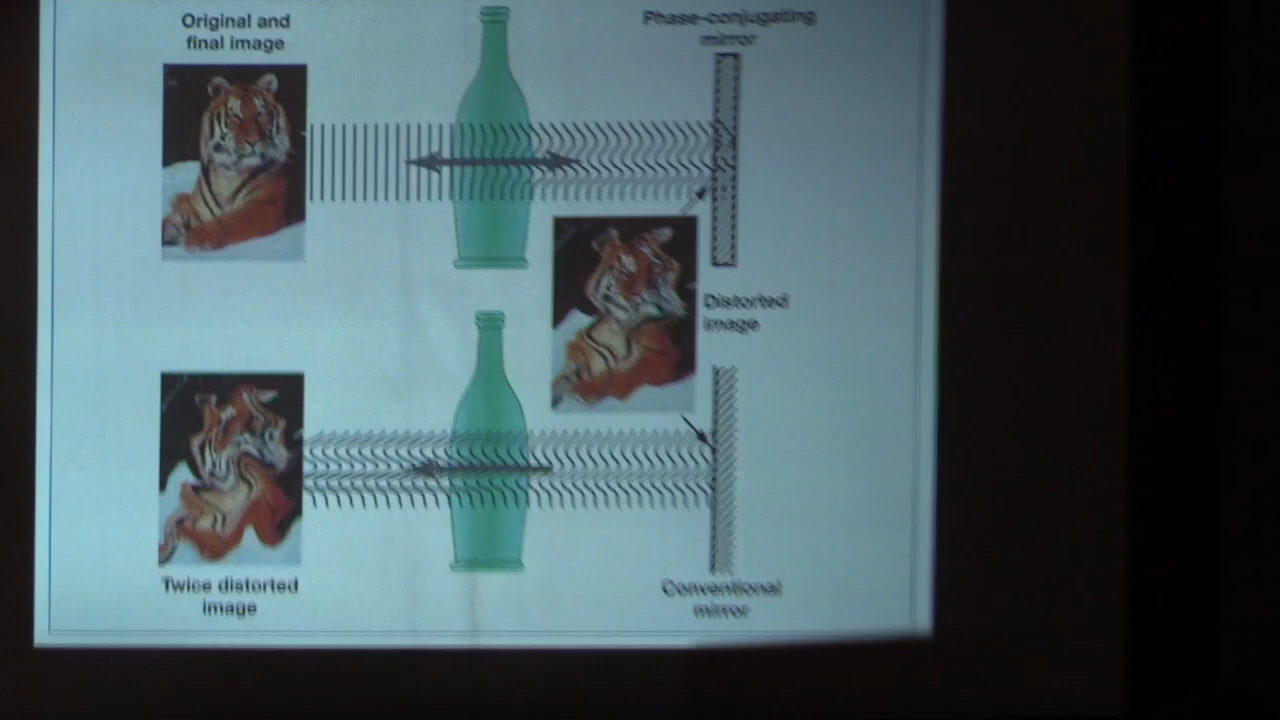 Original and
final image
Phase-conjugating
mirror
Distorted
image
Twice distorted
image
Conventional
mirror